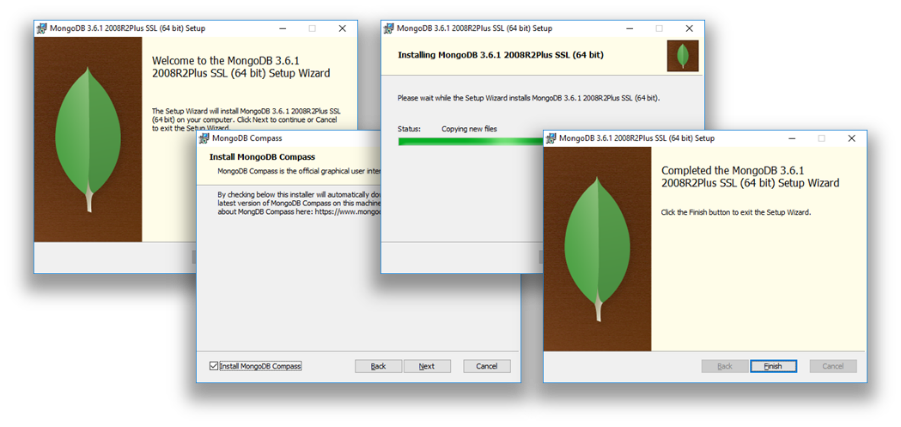 MongoDB 3.6.1 2008R2Plus SSL (64 bit) Setup
Welcome to the MongoDB 3.6.1
2008R2Plus SSL (64 bit) Setup Wizard
The Setup Wizard will install MongoDB 3.6.1 2008R2Plus SSL
(64 bit) on your computer. Click Next to continue or Cancel
to exit the Setup Wizard.
MongoDB Compass
Install MongoDB Compass
MongoDB Compass is the official graphical user
By checking below this installer will automatically
latest version of MongoDB Compass on this machine
about MongDB Compass here: https://www.mongo
Install MongoDB Compass
Back
Next
Cancel
MongoDB 3.6.1 2008R2Plus SSL (64 bit) Setup
Installing MongoDB 3.6.1 2008R2Plus SSL (64 bit)
Please wait while the Setup Wizard installs MongoDB 3.6.1 2008R2Plus SSL (64 bit).
Status: Copying new files
MongoDB 3.6.1 2008R2Plus SSL (64 bit) Setup
Completed the MongoDB 3.6.1
2008R2Plus SSL (64 bit) Setup Wizard
Click the Finish button to exit the Setup Wizard.
Back
Finish
Cancel